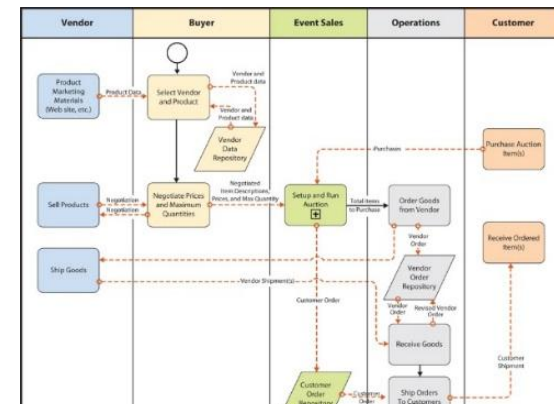 Vendor
Buyer
Event Sales
Operations
Customer
Product
Marketing
Materials
(Web site, etc.)
Product Data
Select Vendor
and Product
Vendor and
Product data
Vendor and
Product data
Vendor
Data
Repository
Purchase Auction
Item(s)
Purchases
Sell Products
Negotiation
Negotiation
Negotiate Prices
and Maximum
Quantities
Negotiated
Item Descriptions,
Prices, and Max Quantity
Setup and Run
Auction
Total Items
to Purchase
Order Goods
from Vendor
Vendor
Order
Receive Ordered
Item(s)
Ship Goods
Vendor Shipment(s)
Vendor
Order
Repository
Customer Order
Vendor
Order
Revised Vendor
Order
Receive Goods
Customer
Shipment
Customer
Order
Repository
Customer
Order
Ship Orders
To Customers